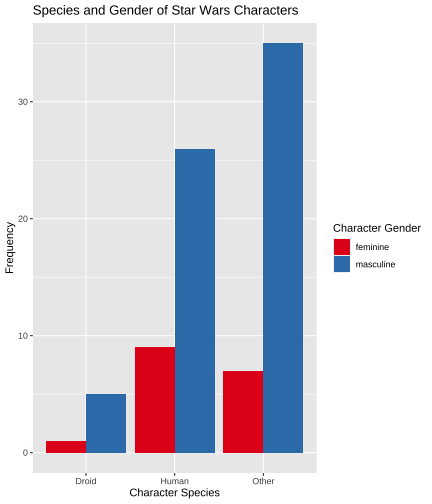 Species and Gender of Star Wars Characters
30
20
10
0
Frequency
Droid
Human
Other
Character Species
Character Gender
feminine
masculine